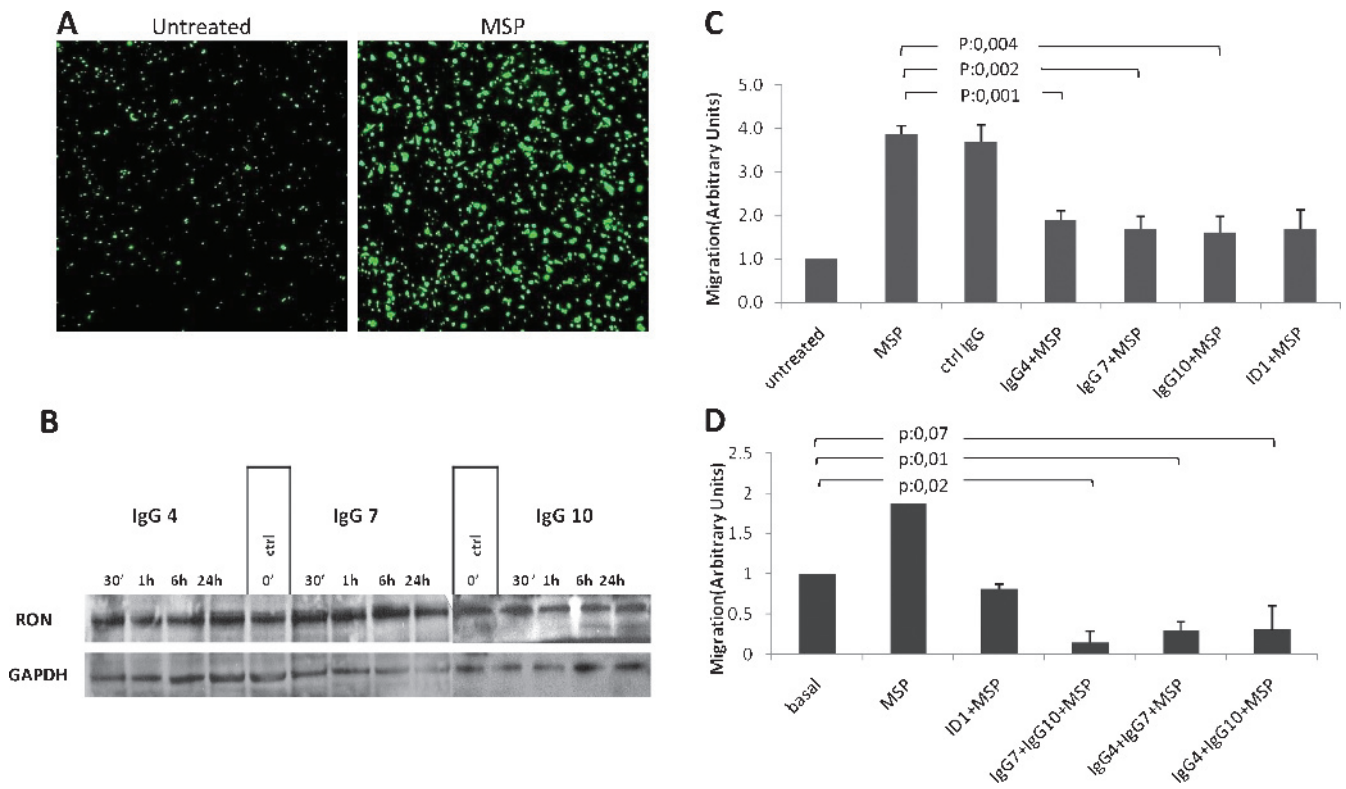 A
Untreated
MSP
B
IgG 4
ctrl
IgG 7
ctrl
IgG 10
30' 1h 6h 24h 0' 30' 1h 6h 24h 0' 30' 1h 6h 24h
RON
GAPDH
C
P:0,004
P:0,002
P:0,001
Migration(Arbitrary Units)
5.0
4.0
3.0
2.0
1.0
0.0
untreated
MSP
ctrl IgG
IgG4+MSP
IgG 7+MSP
IgG10+MSP
ID1+MSP
D
p:0,07
p:0,01
p:0,02
Migration(Arbitrary Units)
2.5
2
1.5
1
0.5
0
basal
MSP
ID1+MSP
IgG7+IgG10+MSP
IgG4+IgG7+MSP
IgG4+IgG10+MSP